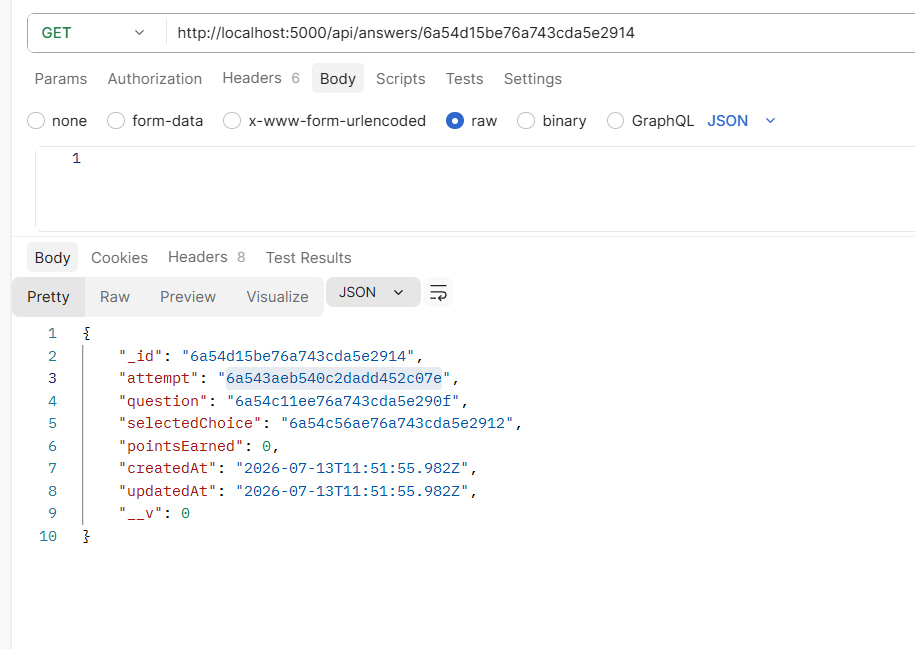 GET http://localhost:5000/api/answers/6a54d15be76a743cda5e2914
Params Authorization Headers 6 Body Scripts Tests Settings
none form-data x-www-form-urlencoded raw binary GraphQL JSON
1
Body Cookies Headers 8 Test Results
Pretty Raw Preview Visualize JSON
1 {
2 "_id": "6a54d15be76a743cda5e2914",
3 "attempt": "6a543aeb540c2dadd452c07e",
4 "question": "6a54c11ee76a743cda5e290f",
5 "selectedChoice": "6a54c56ae76a743cda5e2912",
6 "pointsEarned": 0,
7 "createdAt": "2026-07-13T11:51:55.982Z",
8 "updatedAt": "2026-07-13T11:51:55.982Z",
9 "__v": 0
10 }